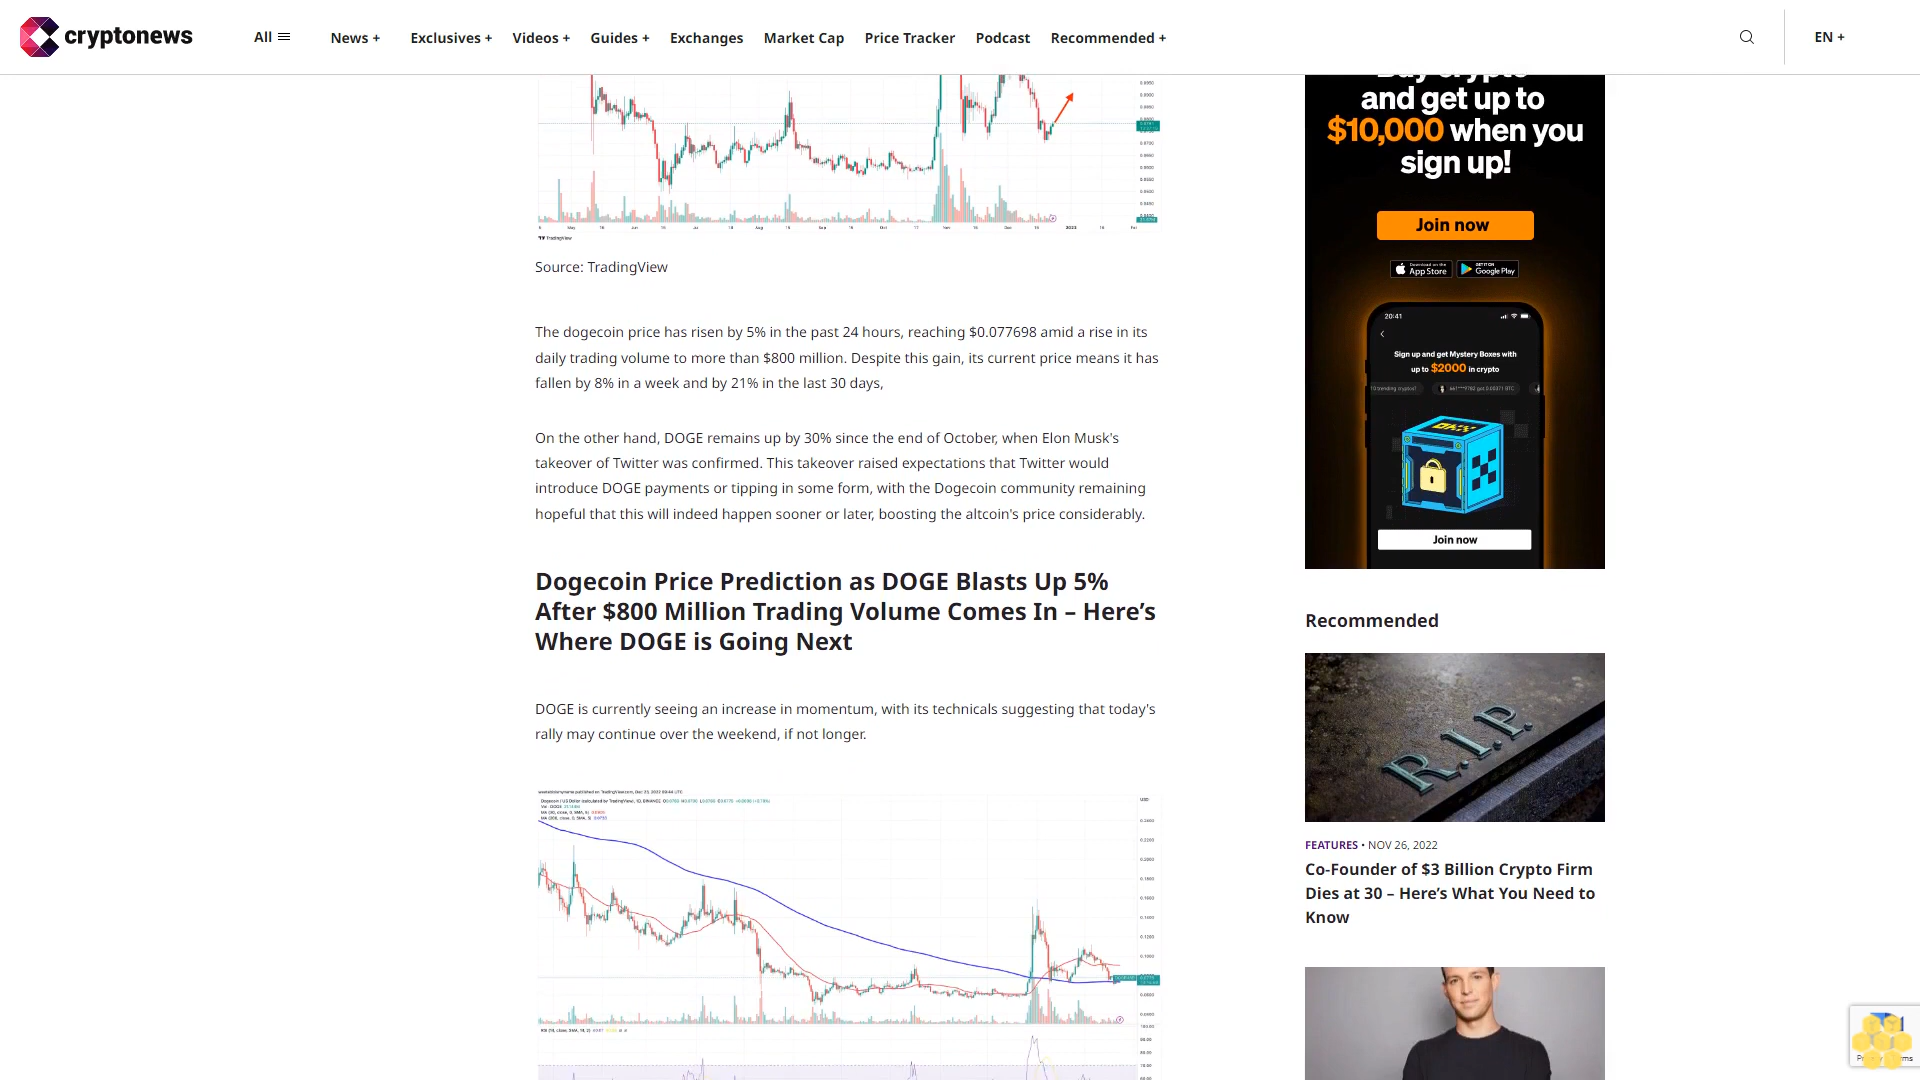 cryptonews
All
News +
Exclusives +
Videos +
Guides +
Exchanges
Market Cap
Price Tracker
Podcast
Recommended +
EN +
TradingView
Source: TradingView
The dogecoin price has risen by 5% in the past 24 hours, reaching $0.077698 amid a rise in its
daily trading volume to more than $800 million. Despite this gain, its current price means it has
fallen by 8% in a week and by 21% in the last 30 days,
On the other hand, DOGE remains up by 30% since the end of October, when Elon Musk's
takeover of Twitter was confirmed. This takeover raised expectations that Twitter would
introduce DOGE payments or tipping in some form, with the Dogecoin community remaining
hopeful that this will indeed happen sooner or later, boosting the altcoin's price considerably.
Dogecoin Price Prediction as DOGE Blasts Up 5%
After $800 Million Trading Volume Comes In – Here’s
Where DOGE is Going Next
DOGE is currently seeing an increase in momentum, with its technicals suggesting that today's
rally may continue over the weekend, if not longer.
Buy crypto
and get up to
$10,000 when you
sign up!
Join now
Download on the
App Store
GET IT ON
Google Play
20:41
Sign up and get Mystery Boxes with
up to $2000 in crypto
Join now
Recommended
R.I.P.
FEATURES • NOV 26, 2022
Co-Founder of $3 Billion Crypto Firm
Dies at 30 – Here’s What You Need to
Know